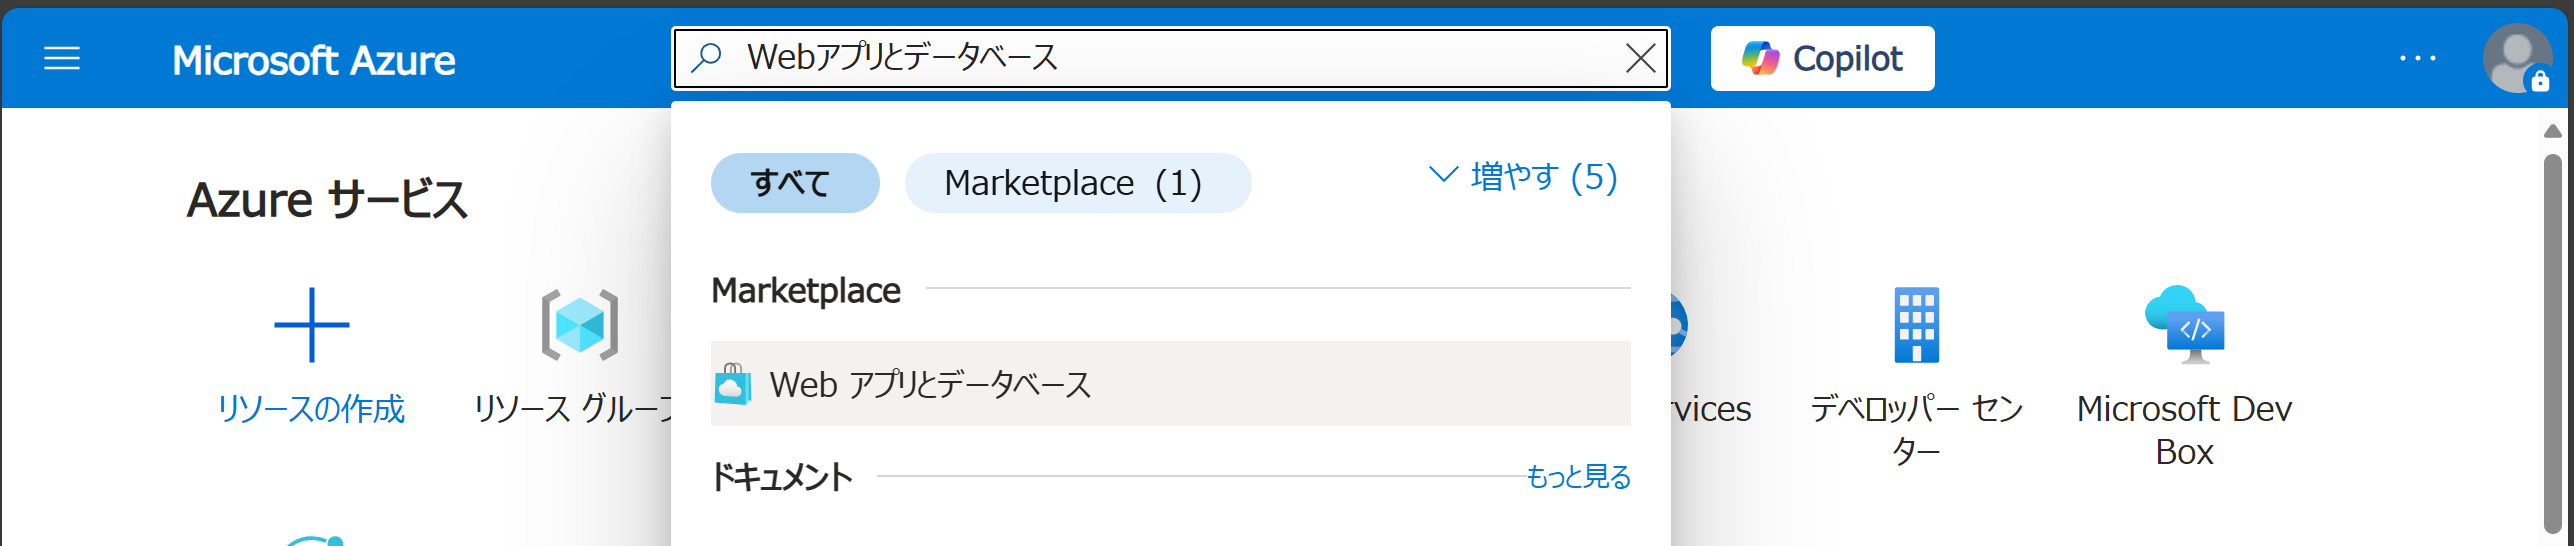 Microsoft Azure
Webアプリとデータベース
Copilot
すべて
Marketplace (1)
増やす (5)
Azure サービス
Marketplace
Web アプリとデータベース
リソースの作成
リソース グルー
rvices
デベロッパー セン
ター
Microsoft Dev
Box
ドキュメント
もっと見る